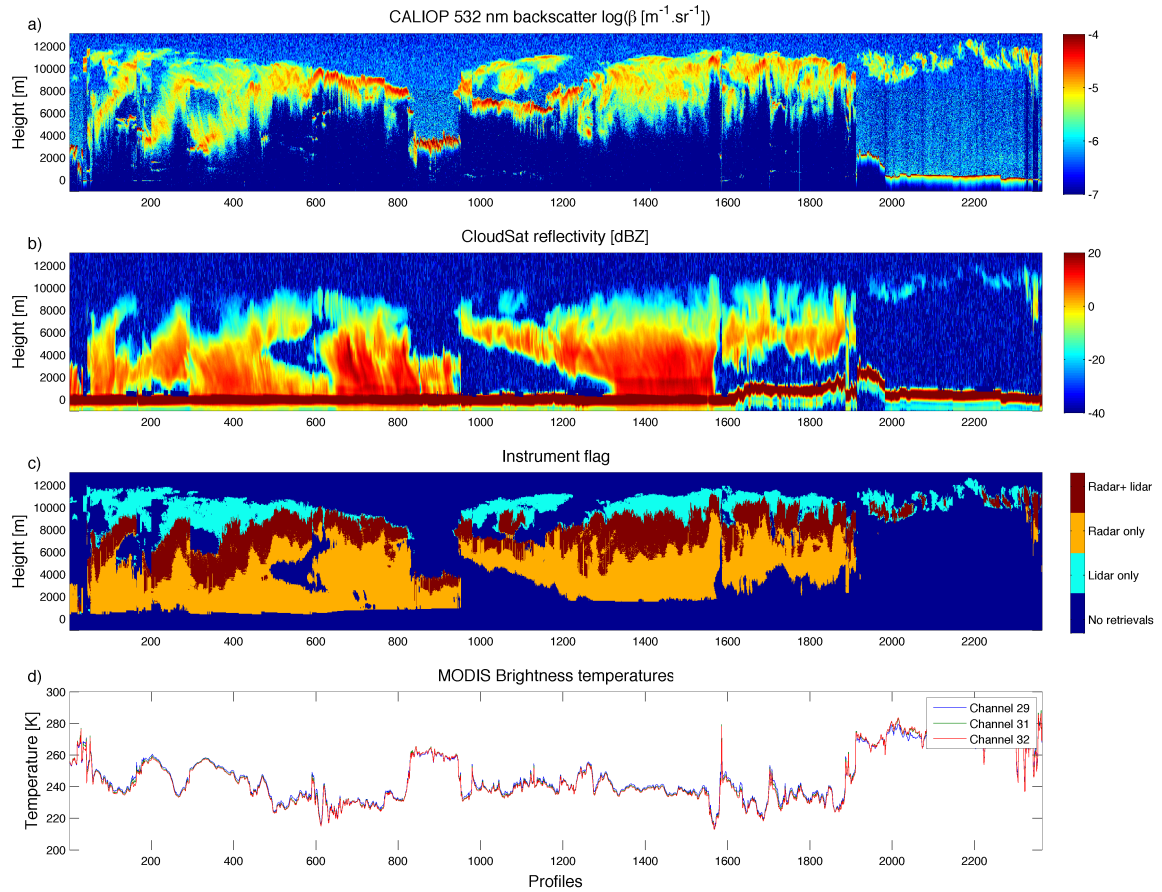 a)
CALIOP 532 nm backscatter log(β [m⁻¹.sr⁻¹])
Height [m]
12000
10000
8000
6000
4000
2000
0
200 400 600 800 1000 1200 1400 1600 1800 2000 2200
-4
-5
-6
-7
b)
CloudSat reflectivity [dBZ]
Height [m]
12000
10000
8000
6000
4000
2000
0
200 400 600 800 1000 1200 1400 1600 1800 2000 2200
20
0
-20
-40
c)
Instrument flag
Height [m]
12000
10000
8000
6000
4000
2000
0
200 400 600 800 1000 1200 1400 1600 1800 2000 2200
Radar+ lidar
Radar only
Lidar only
No retrievals
d)
MODIS Brightness temperatures
Temperature [K]
300
280
260
240
220
200
Channel 29
Channel 31
Channel 32
200 400 600 800 1000 1200 1400 1600 1800 2000 2200
Profiles